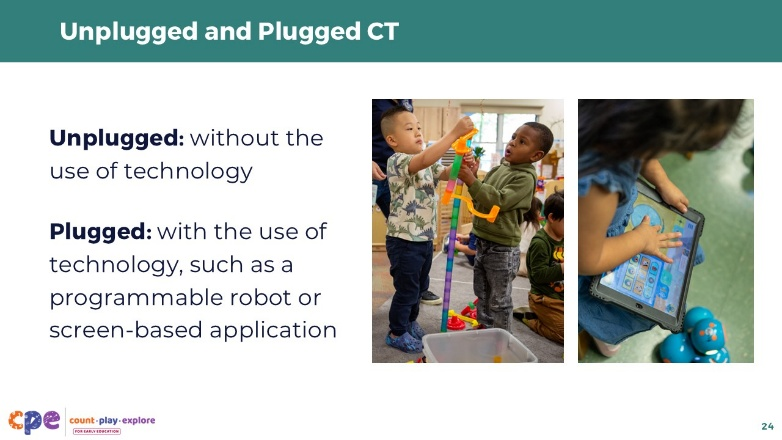 Unplugged and Plugged CT
Unplugged: without the
use of technology
Plugged: with the use of
technology, such as a
programmable robot or
screen-based application
cpe
count·play·explore
FOR EARLY EDUCATION
24